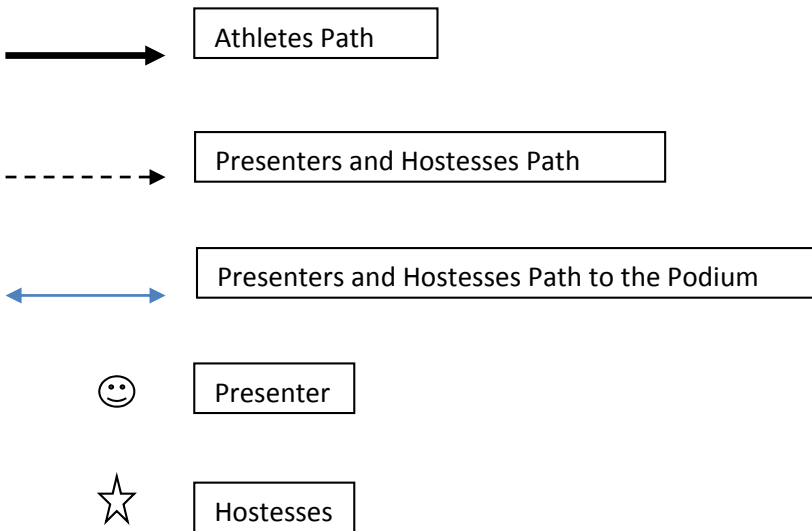 Athletes Path
Presenters and Hostesses Path
Presenters and Hostesses Path to the Podium
Presenter
Hostesses